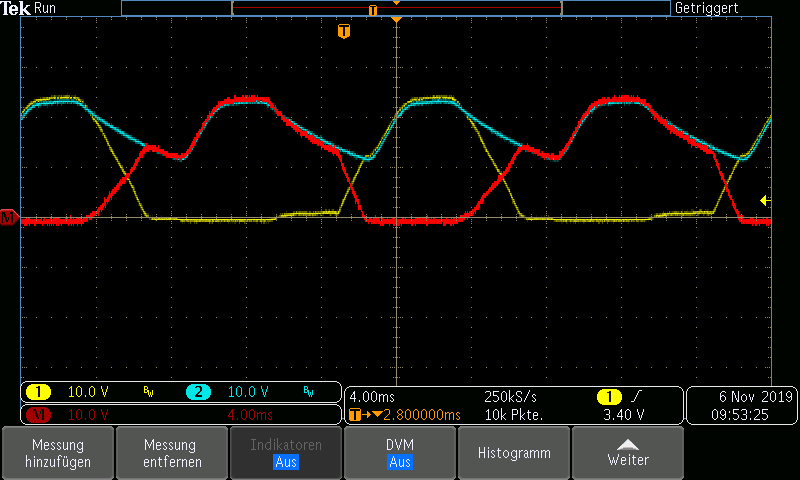 Tek Run T Getriggert
T
M
1 10.0 V BW 2 10.0 V BW
M 10.0 V 4.00ms
4.00ms 250kS/s 1 3.40 V
T→▼2.800000ms 10k Pkte.
6 Nov 2019
09:53:25
Messung hinzufügen
Messung entfernen
Indikatoren Aus
DVM Aus
Histogramm
Weiter